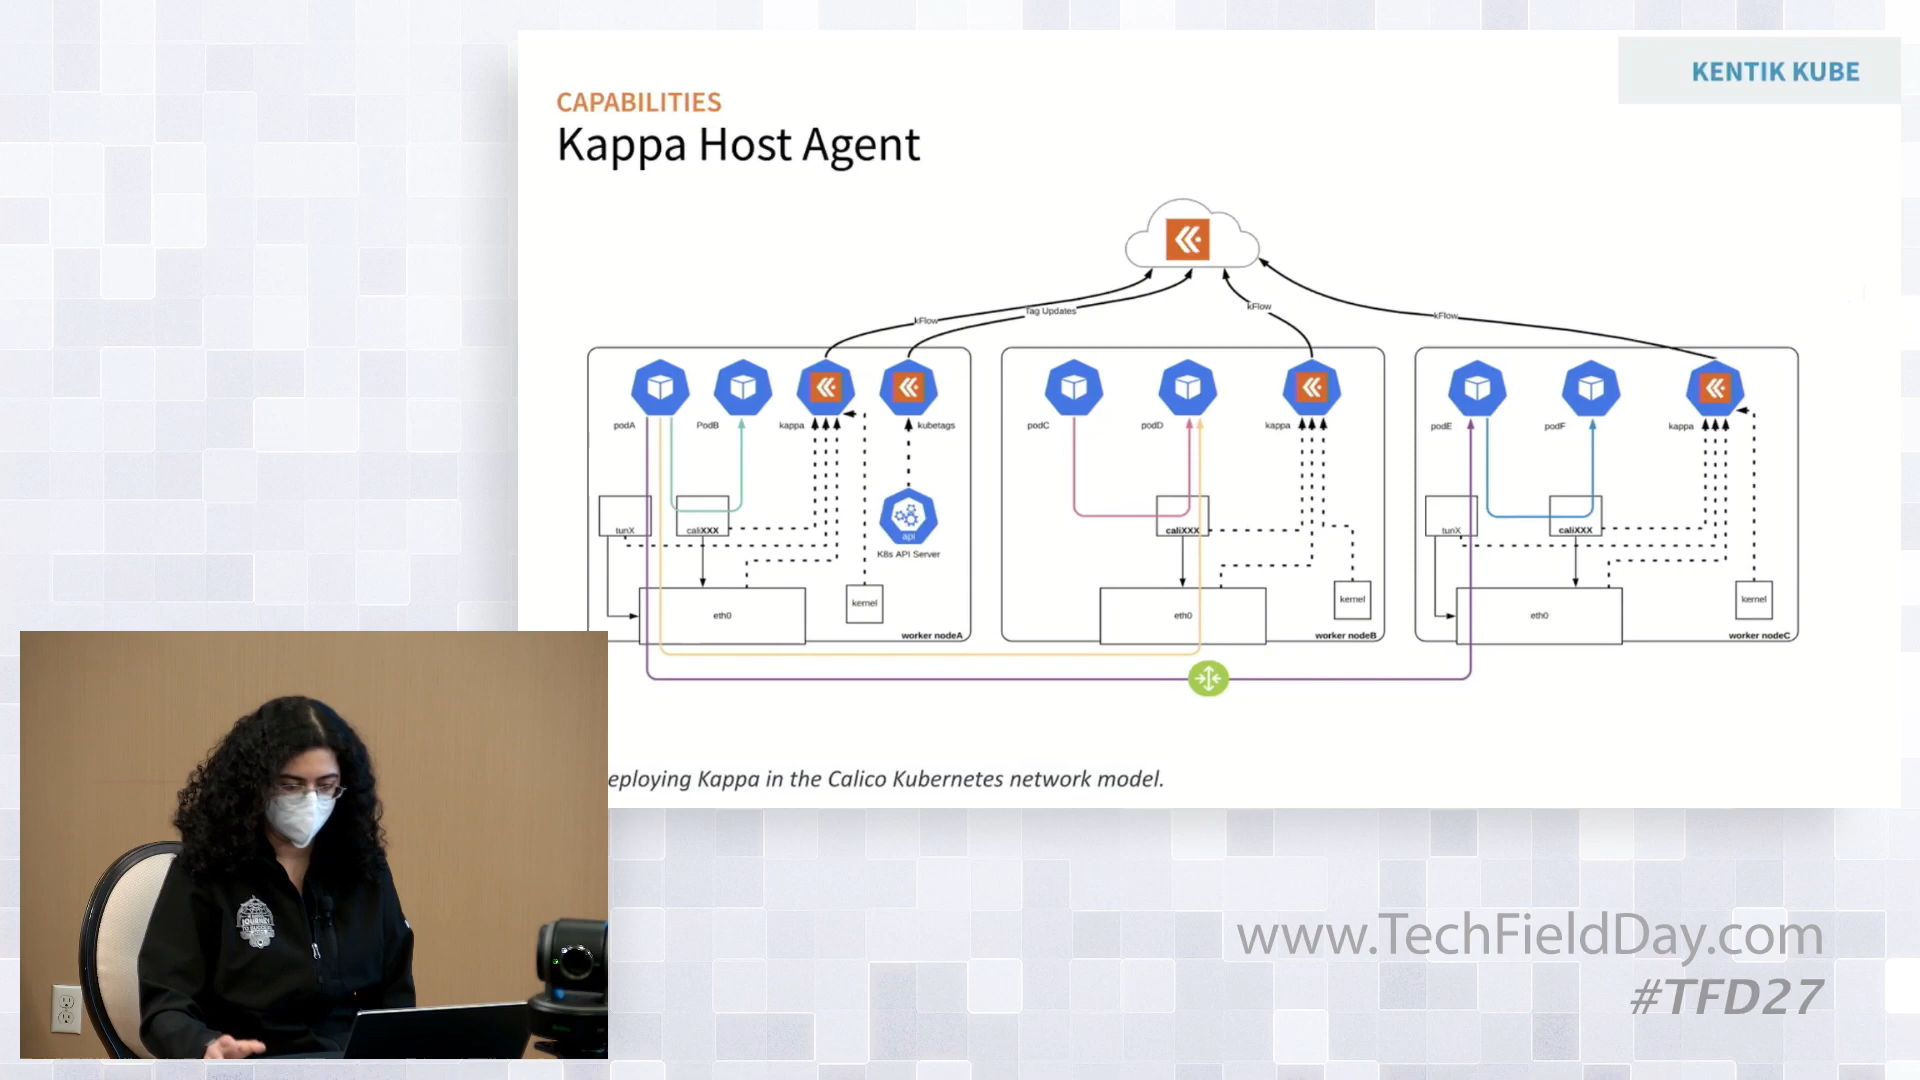 KENTIK KUBE
CAPABILITIES
Kappa Host Agent
kFlow
Tag Updates
kFlow
kFlow
podA
PodB
kappa
kubetags
podC
podD
kappa
podE
podF
kappa
tunX
caliXXX
api
K8s API Server
kernel
eth0
worker nodeA
caliXXX
kernel
eth0
worker nodeB
tunX
caliXXX
kernel
eth0
worker nodeC
eploying Kappa in the Calico Kubernetes network model.
JOURNEY
www.TechFieldDay.com
#TFD27